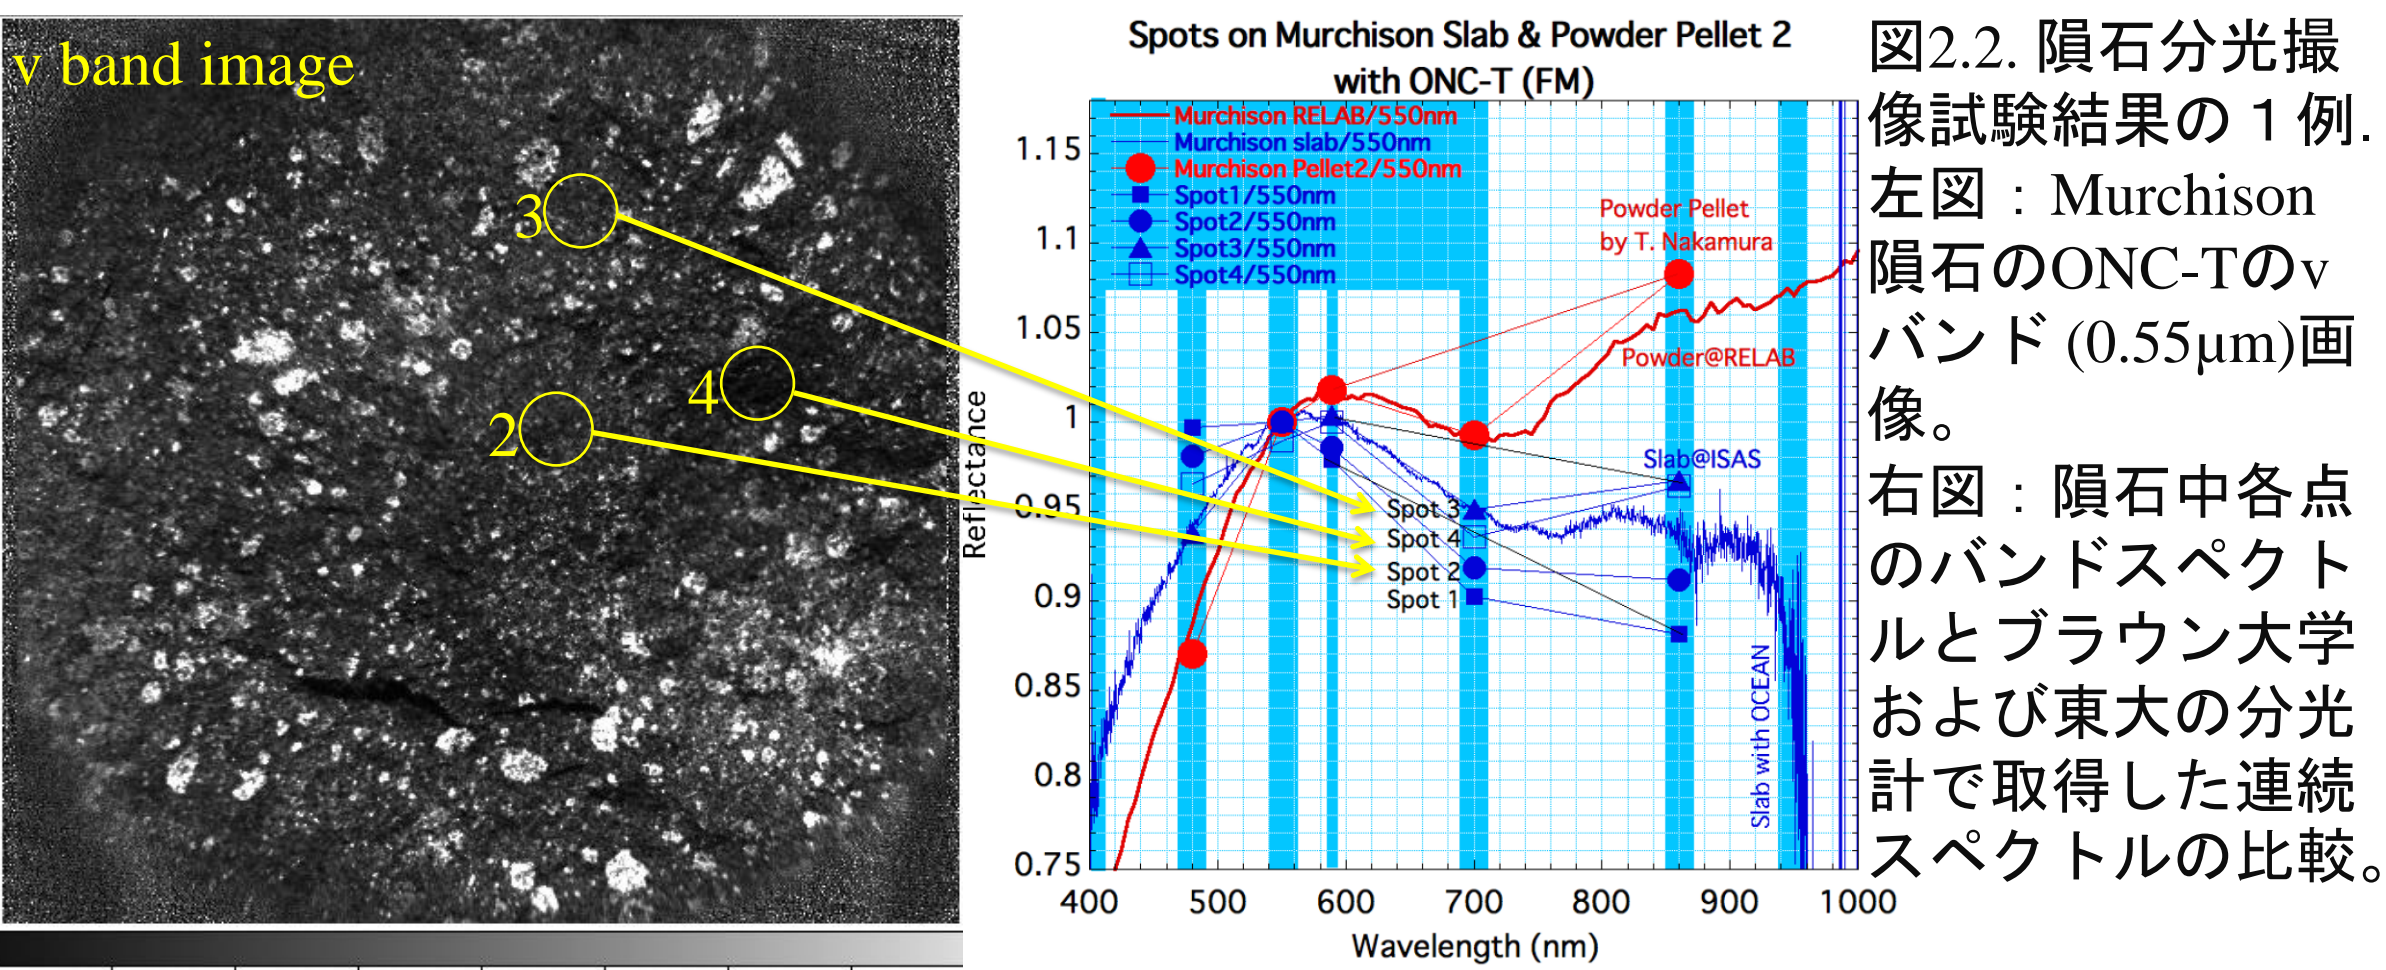 v band image
3
4
2
Spots on Murchison Slab & Powder Pellet 2
with ONC-T (FM)
Murchison RELAB/550nm
Murchison slab/550nm
Murchison Pellet2/550nm
Spot1/550nm
Spot2/550nm
Spot3/550nm
Spot4/550nm
Powder Pellet
by T. Nakamura
Powder@RELAB
Slab@ISAS
Spot 3
Spot 4
Spot 2
Spot 1
Slab with OCEAN
Reflectance
1.15
1.1
1.05
1
0.95
0.9
0.85
0.8
0.75
400 500 600 700 800 900 1000
Wavelength (nm)
図2.2. 隕石分光撮
像試験結果の１例.
左図：Murchison
隕石のONC-Tのv
バンド (0.55μm)画
像。
右図：隕石中各点
のバンドスペクト
ルとブラウン大学
および東大の分光
計で取得した連続
スペクトルの比較。